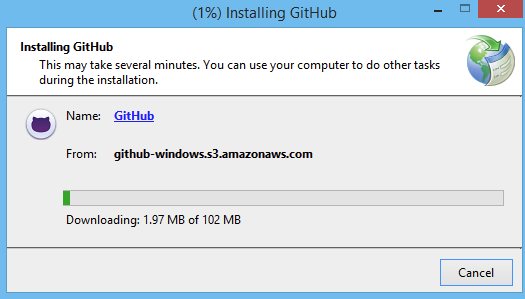 (1%) Installing GitHub
Installing GitHub
This may take several minutes. You can use your computer to do other tasks
during the installation.
Name: GitHub
From: github-windows.s3.amazonaws.com
Downloading: 1.97 MB of 102 MB
Cancel